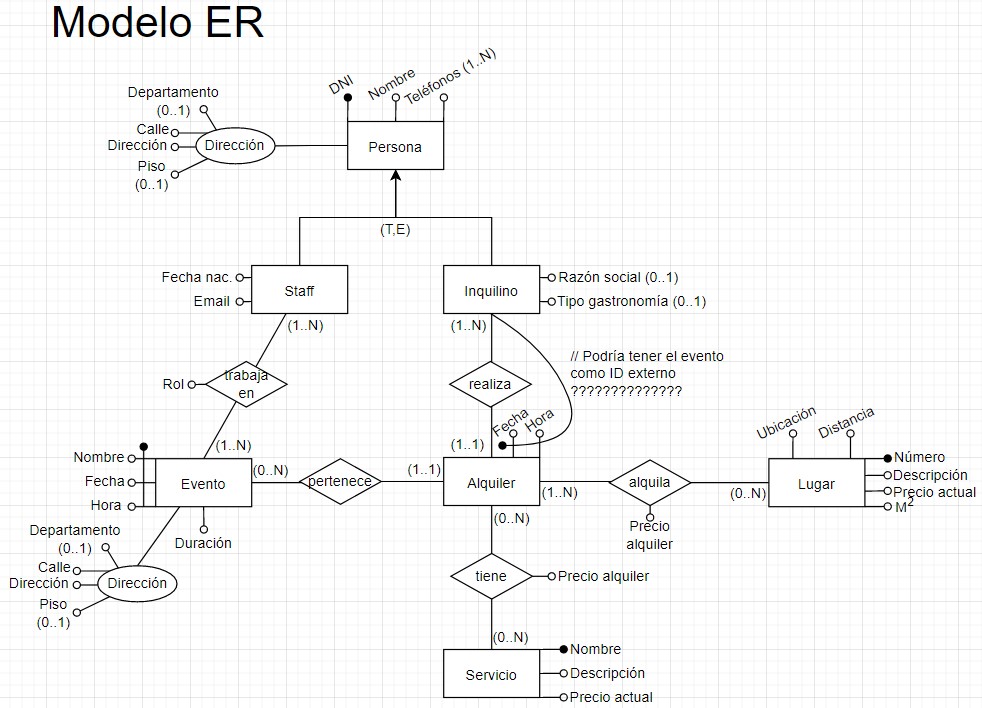 Modelo ER
DNI
Nombre
Teléfonos (1..N)
Departamento
(0..1)
Calle
Dirección
Piso
(0..1)
Dirección
Persona
(T,E)
Fecha nac.
Email
Staff
(1..N)
Inquilino
(1..N)
Razón social (0..1)
Tipo gastronomía (0..1)
// Podría tener el evento
como ID externo
??????????????
Rol
trabaja
en
realiza
Fecha
Hora
(1..N)
(1..1)
Ubicación
Distancia
Nombre
Fecha
Hora
Evento
(0..N)
pertenece
(1..1)
Alquiler
(1..N)
alquila
(0..N)
Lugar
Número
Descripción
Precio actual
M2
Precio
alquiler
Duración
Departamento
(0..1)
Calle
Dirección
Piso
(0..1)
Dirección
(0..N)
tiene
Precio alquiler
(0..N)
Servicio
Nombre
Descripción
Precio actual